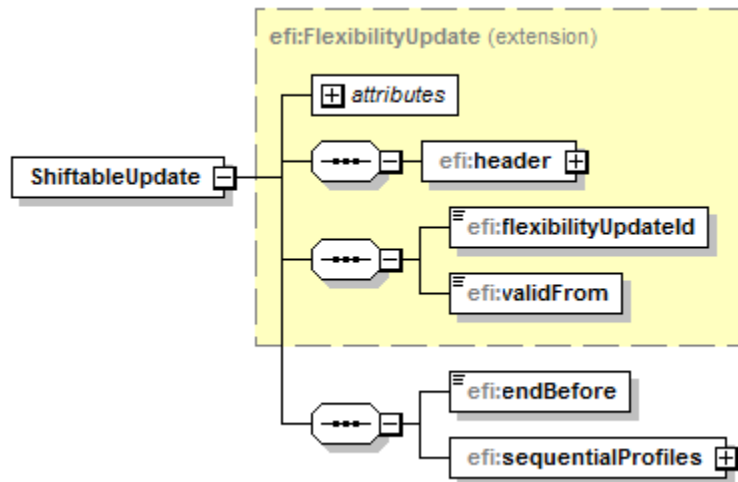 efi:FlexibilityUpdate (extension)
attributes
efi:header
ShiftableUpdate
efi:flexibilityUpdateId
efi:validFrom
efi:endBefore
efi:sequentialProfiles